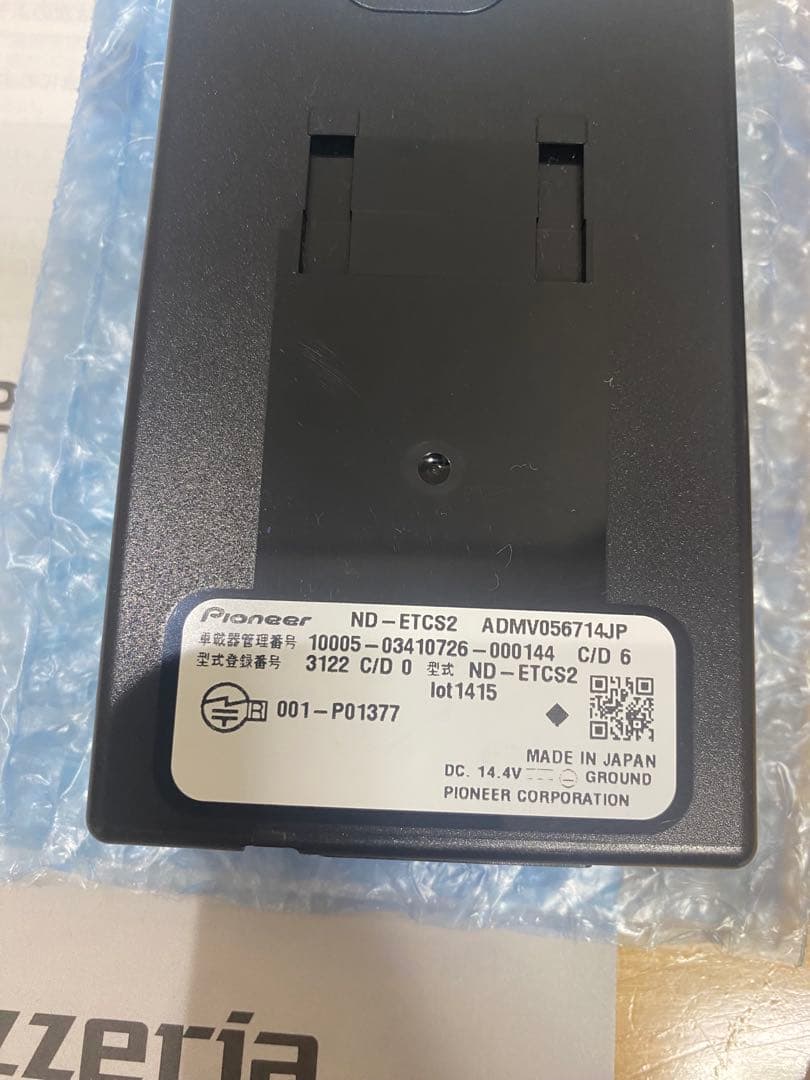 Pioneer ND-ETCS2 ADMV056714JP
車載器管理番号 10005-03410726-000144 C/D 6
型式登録番号 3122 C/D 0 型式 ND-ETCS2
lot1415
R 001-P01377
MADE IN JAPAN
DC. 14.4V GROUND
PIONEER CORPORATION
zzeria